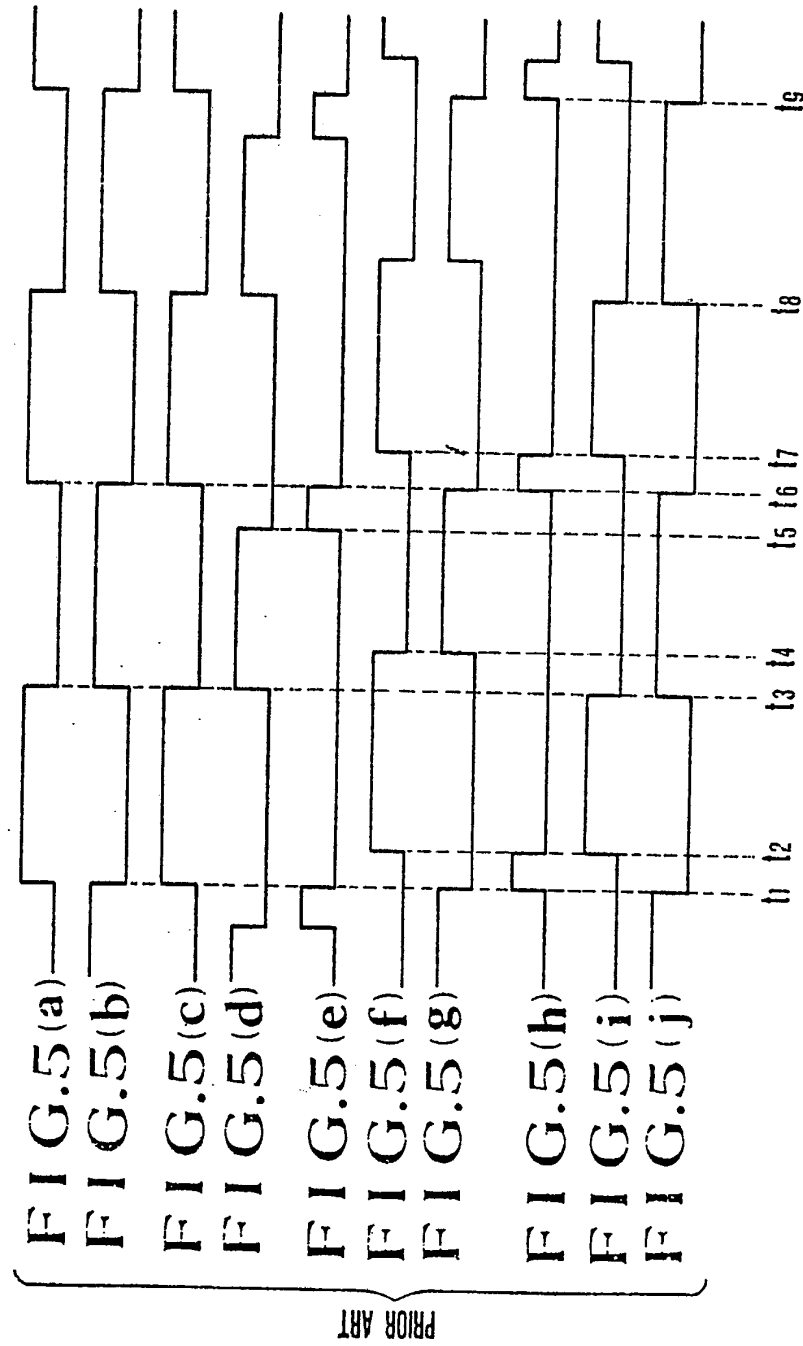 PRIOR ART
FIG.5(a)
FIG.5(b)
FIG.5(c)
FIG.5(d)
FIG.5(e)
FIG.5(f)
FIG.5(g)
FIG.5(h)
FIG.5(i)
FIG.5(j)
t1 t2 t3 t4 t5 t6 t7 t8 t9